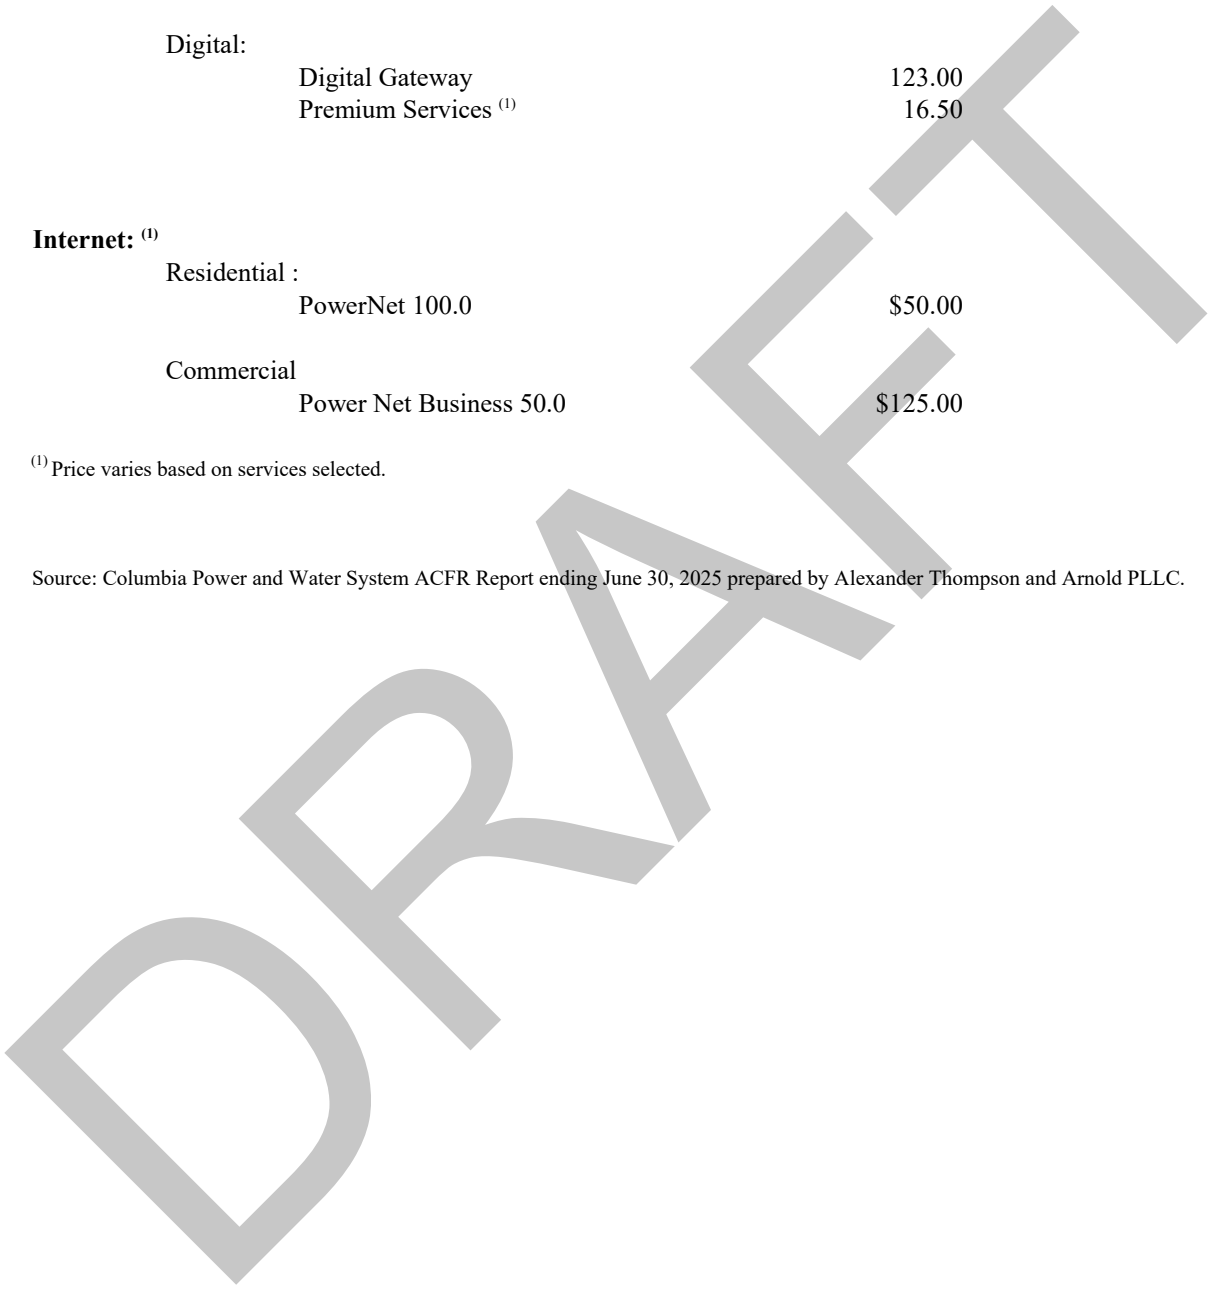 Digital:
Digital Gateway 123.00
Premium Services (1) 16.50
Internet: (1)
Residential :
PowerNet 100.0 $50.00
Commercial
Power Net Business 50.0 $125.00
(1) Price varies based on services selected.
Source: Columbia Power and Water System ACFR Report ending June 30, 2025 prepared by Alexander Thompson and Arnold PLLC.
DRAFT